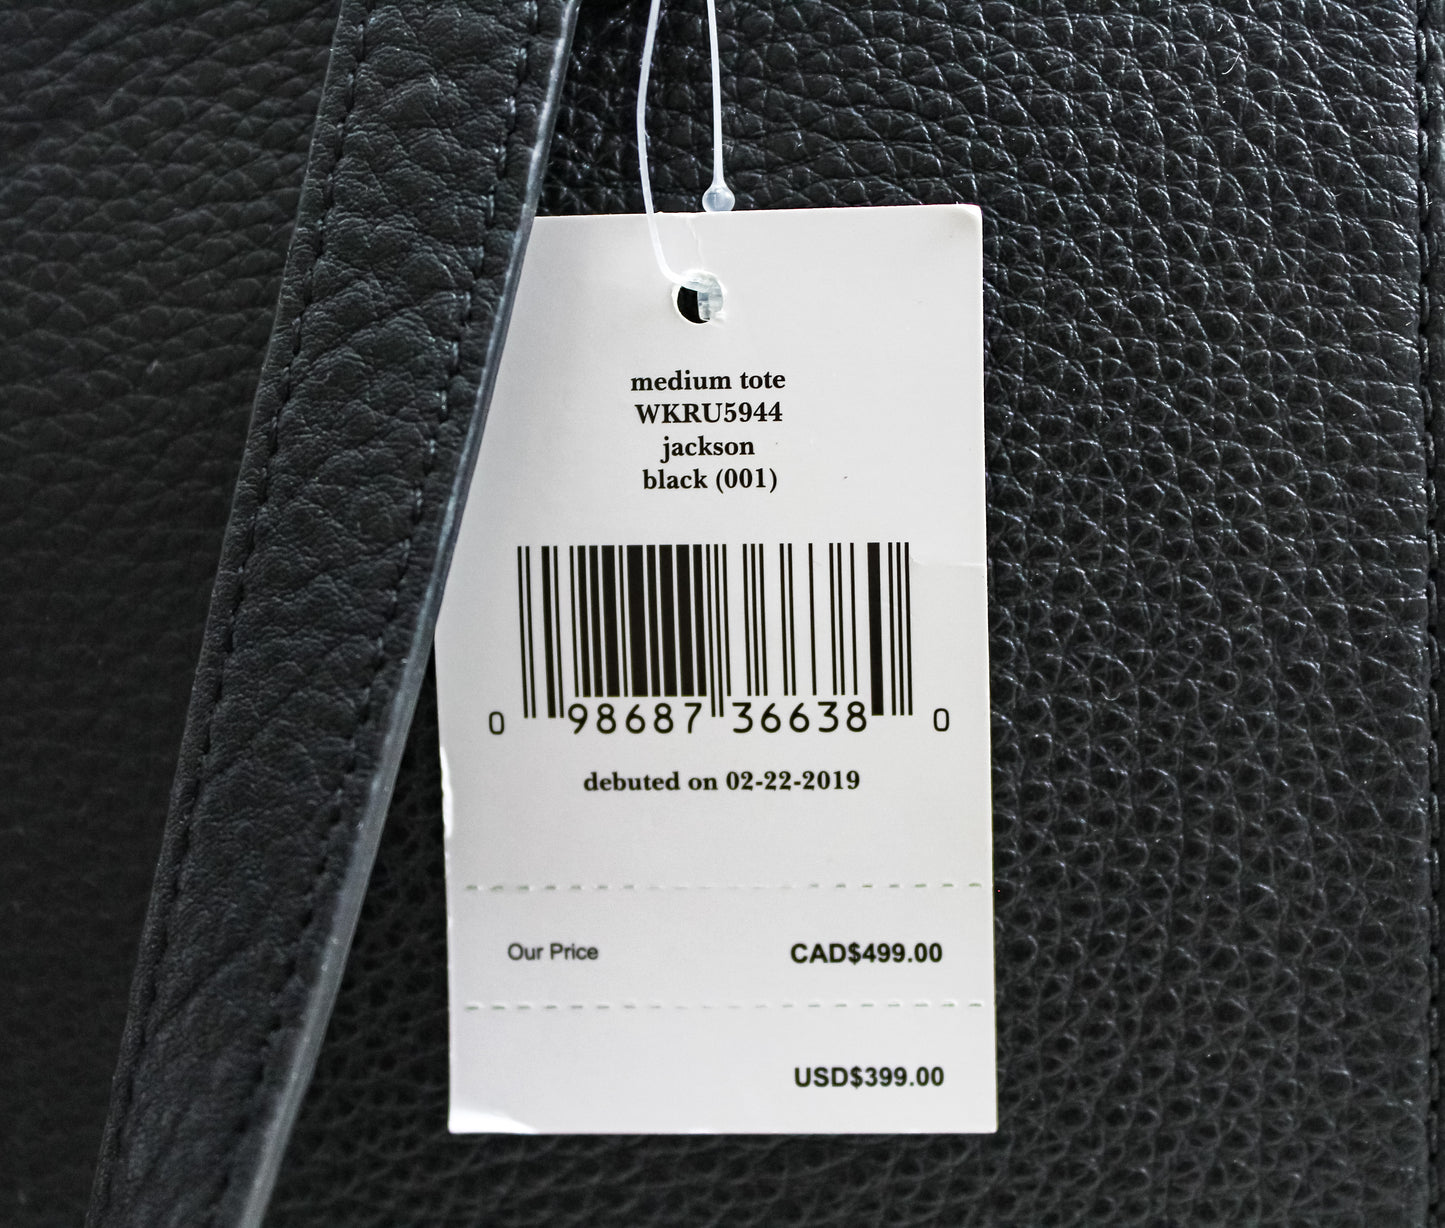 medium tote
WKRU5944
jackson
black (001)
0 98687 36638 0
debuted on 02-22-2019
Our Price CAD$499.00
USD$399.00